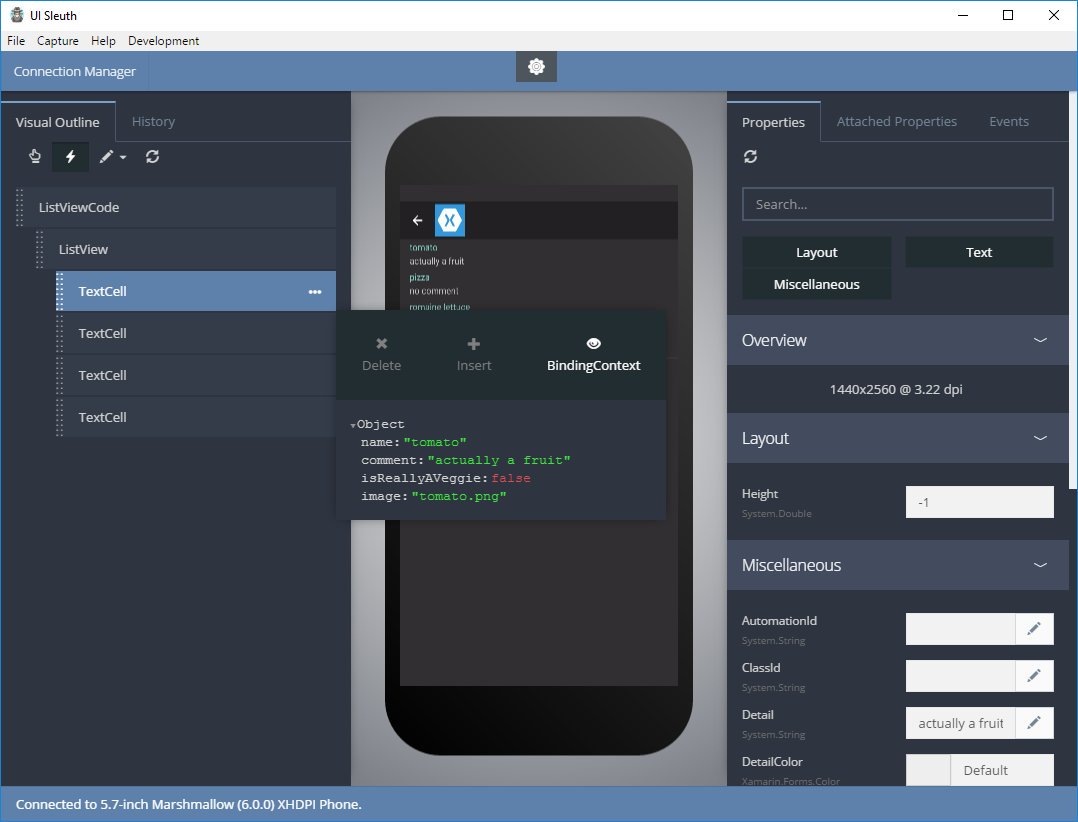 UI Sleuth
File Capture Help Development
Connection Manager
Visual Outline History
ListViewCode
ListView
TextCell
TextCell
TextCell
TextCell
tomato
actually a fruit
pizza
no comment
romaine lettuce
Delete Insert BindingContext
Object
name:"tomato"
comment:"actually a fruit"
isReallyAVeggie:false
image:"tomato.png"
Properties Attached Properties Events
Search...
Layout Text
Miscellaneous
Overview
1440x2560 @ 3.22 dpi
Layout
Height
System.Double
-1
Miscellaneous
AutomationId
System.String
ClassId
System.String
Detail
System.String
actually a fruit
DetailColor
Xamarin.Forms.Color
Default
Connected to 5.7-inch Marshmallow (6.0.0) XHDPI Phone.